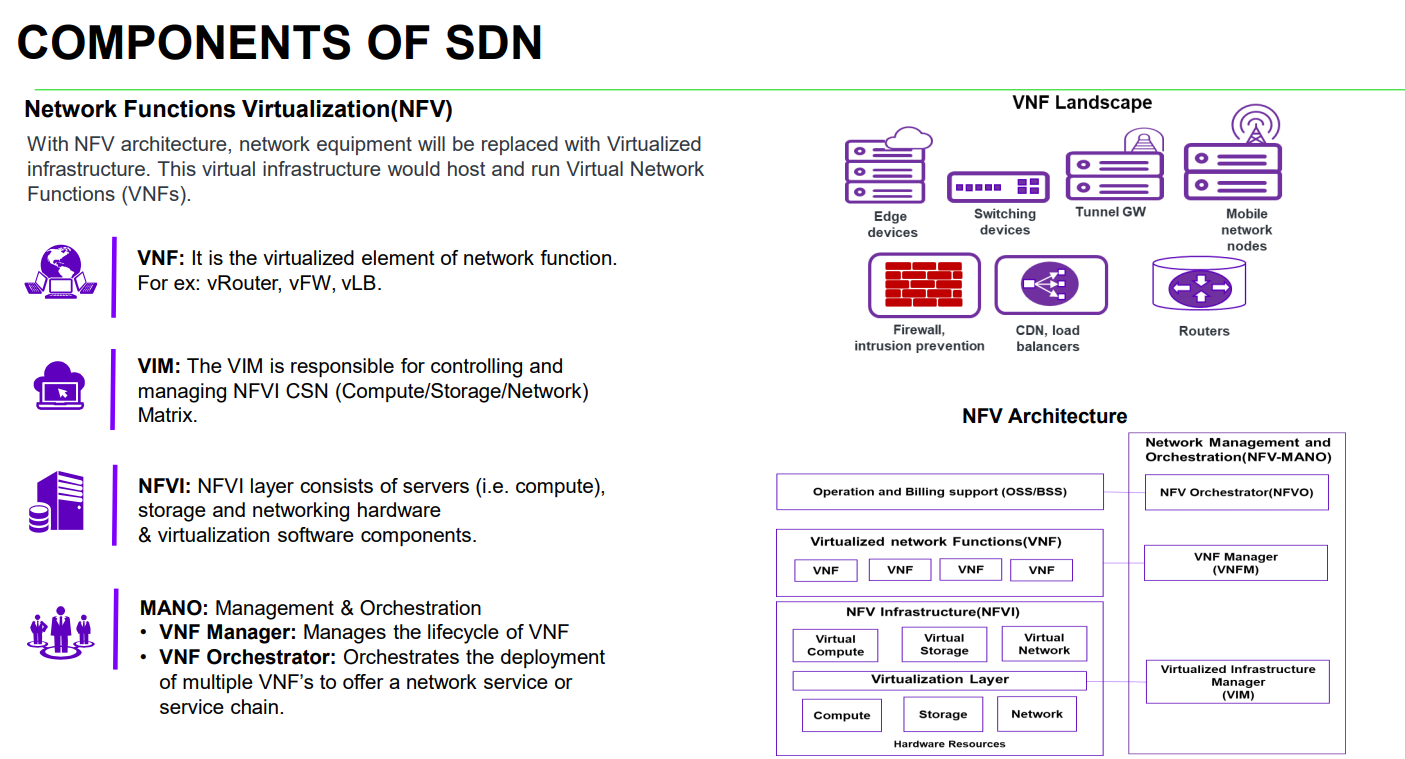 COMPONENTS OF SDN
Network Functions Virtualization(NFV)
With NFV architecture, network equipment will be replaced with Virtualized
infrastructure. This virtual infrastructure would host and run Virtual Network
Functions (VNFs).
VNF: It is the virtualized element of network function.
For ex: vRouter, vFW, vLB.
VIM: The VIM is responsible for controlling and
managing NFVI CSN (Compute/Storage/Network)
Matrix.
NFVI: NFVI layer consists of servers (i.e. compute),
storage and networking hardware
& virtualization software components.
MANO: Management & Orchestration
• VNF Manager: Manages the lifecycle of VNF
• VNF Orchestrator: Orchestrates the deployment
of multiple VNF's to offer a network service or
service chain.
VNF Landscape
Edge
devices
Switching
devices
Tunnel GW
Mobile
network
nodes
Firewall,
intrusion prevention
CDN, load
balancers
Routers
NFV Architecture
Operation and Billing support (OSS/BSS)
Virtualized network Functions(VNF)
VNF
VNF
VNF
VNF
NFV Infrastructure(NFVI)
Virtual
Compute
Virtual
Storage
Virtual
Network
Virtualization Layer
Compute
Storage
Network
Hardware Resources
Network Management and
Orchestration(NFV-MANO)
NFV Orchestrator(NFVO)
VNF Manager
(VNFM)
Virtualized Infrastructure
Manager
(VIM)